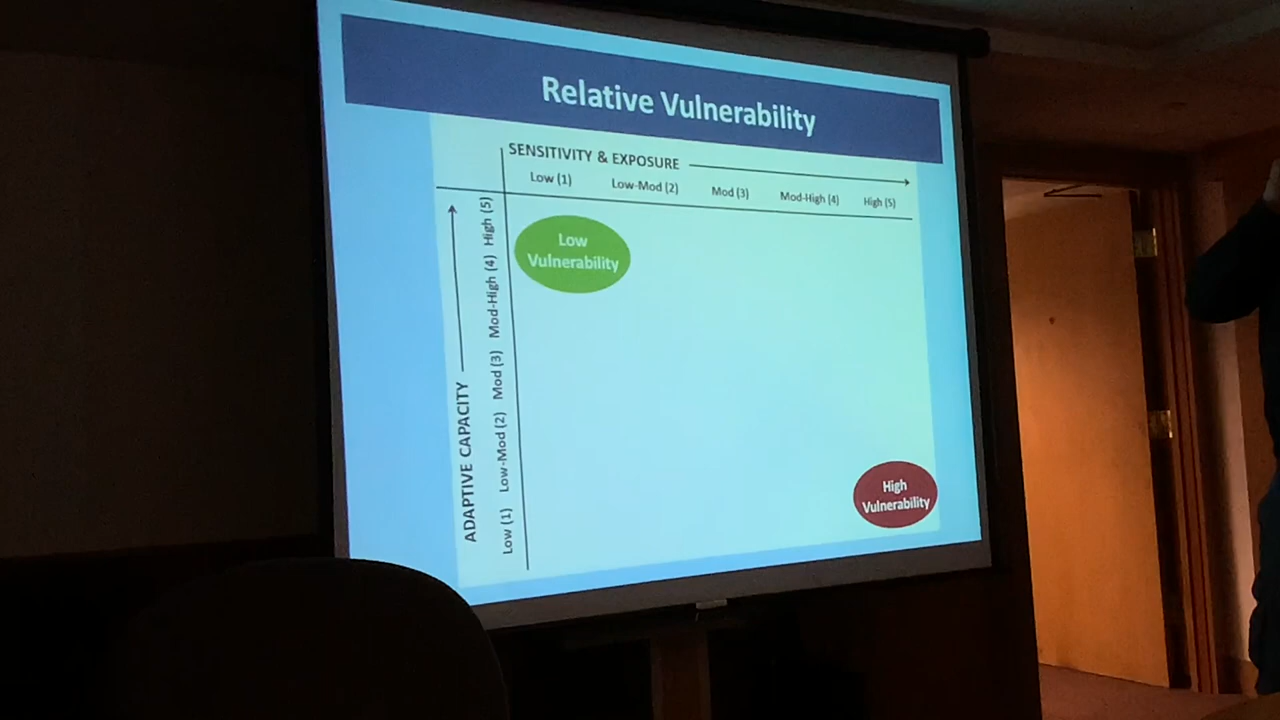 Relative Vulnerability
SENSITIVITY & EXPOSURE
Low (1) Low-Mod (2) Mod (3) Mod-High (4) High (5)
ADAPTIVE CAPACITY
Low (1) Low-Mod (2) Mod (3) Mod-High (4) High (5)
Low
Vulnerability
High
Vulnerability